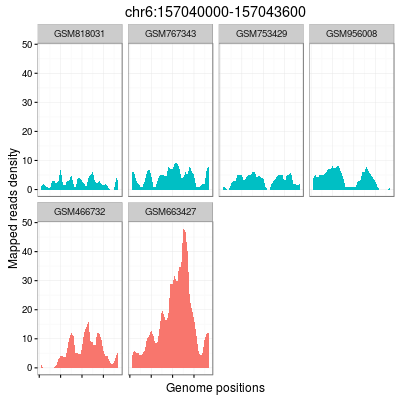 chr6:157040000-157043600
GSM818031 GSM767343 GSM753429 GSM956008
50
40
30
20
10
0
GSM466732 GSM663427
50
40
30
20
10
0
Mapped reads density
Genome positions